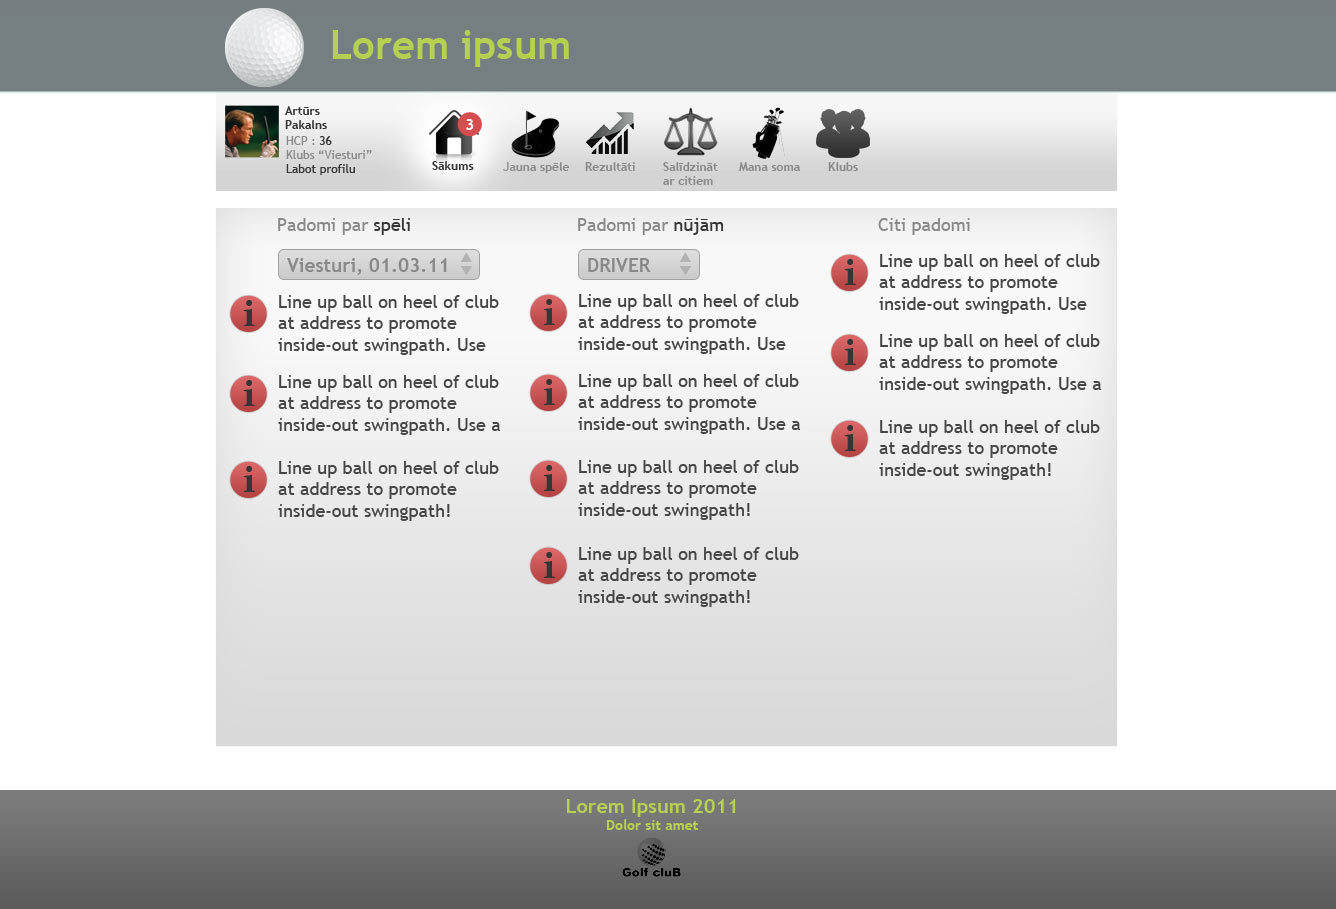 Lorem ipsum
Artūrs
Pakalns
HCP : 36
Klubs “Viesturi”
Labot profilu
3
Sākums
Jauna spēle
Rezultāti
Salīdzināt
ar citiem
Mana soma
Klubs
Padomi par spēli
Viesturi, 01.03.11
i
Line up ball on heel of club
at address to promote
inside-out swingpath. Use
i
Line up ball on heel of club
at address to promote
inside-out swingpath. Use a
i
Line up ball on heel of club
at address to promote
inside-out swingpath!
Padomi par nūjām
DRIVER
i
Line up ball on heel of club
at address to promote
inside-out swingpath. Use
i
Line up ball on heel of club
at address to promote
inside-out swingpath. Use a
i
Line up ball on heel of club
at address to promote
inside-out swingpath!
i
Line up ball on heel of club
at address to promote
inside-out swingpath!
Citi padomi
i
Line up ball on heel of club
at address to promote
inside-out swingpath. Use
i
Line up ball on heel of club
at address to promote
inside-out swingpath. Use a
i
Line up ball on heel of club
at address to promote
inside-out swingpath!
Lorem Ipsum 2011
Dolor sit amet
Golf cluB